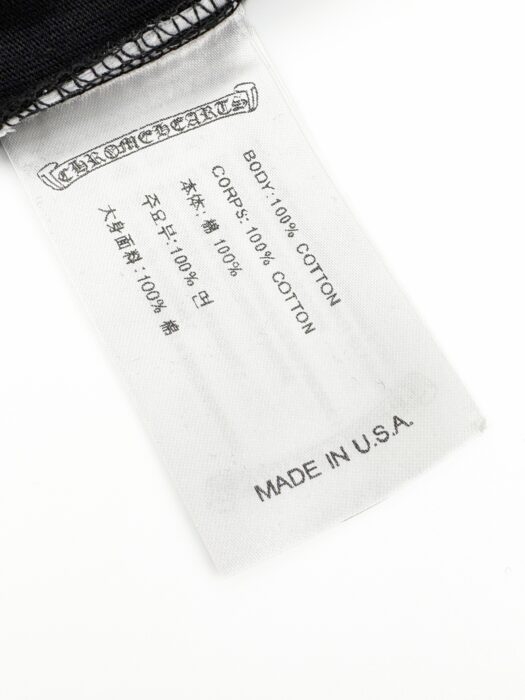 CHROME HEARTS
BODY: 100% COTTON
CORPS: 100% COTTON
本体: 棉 100%
주요부: 100% 면
大身面料: 100% 棉
MADE IN U.S.A.